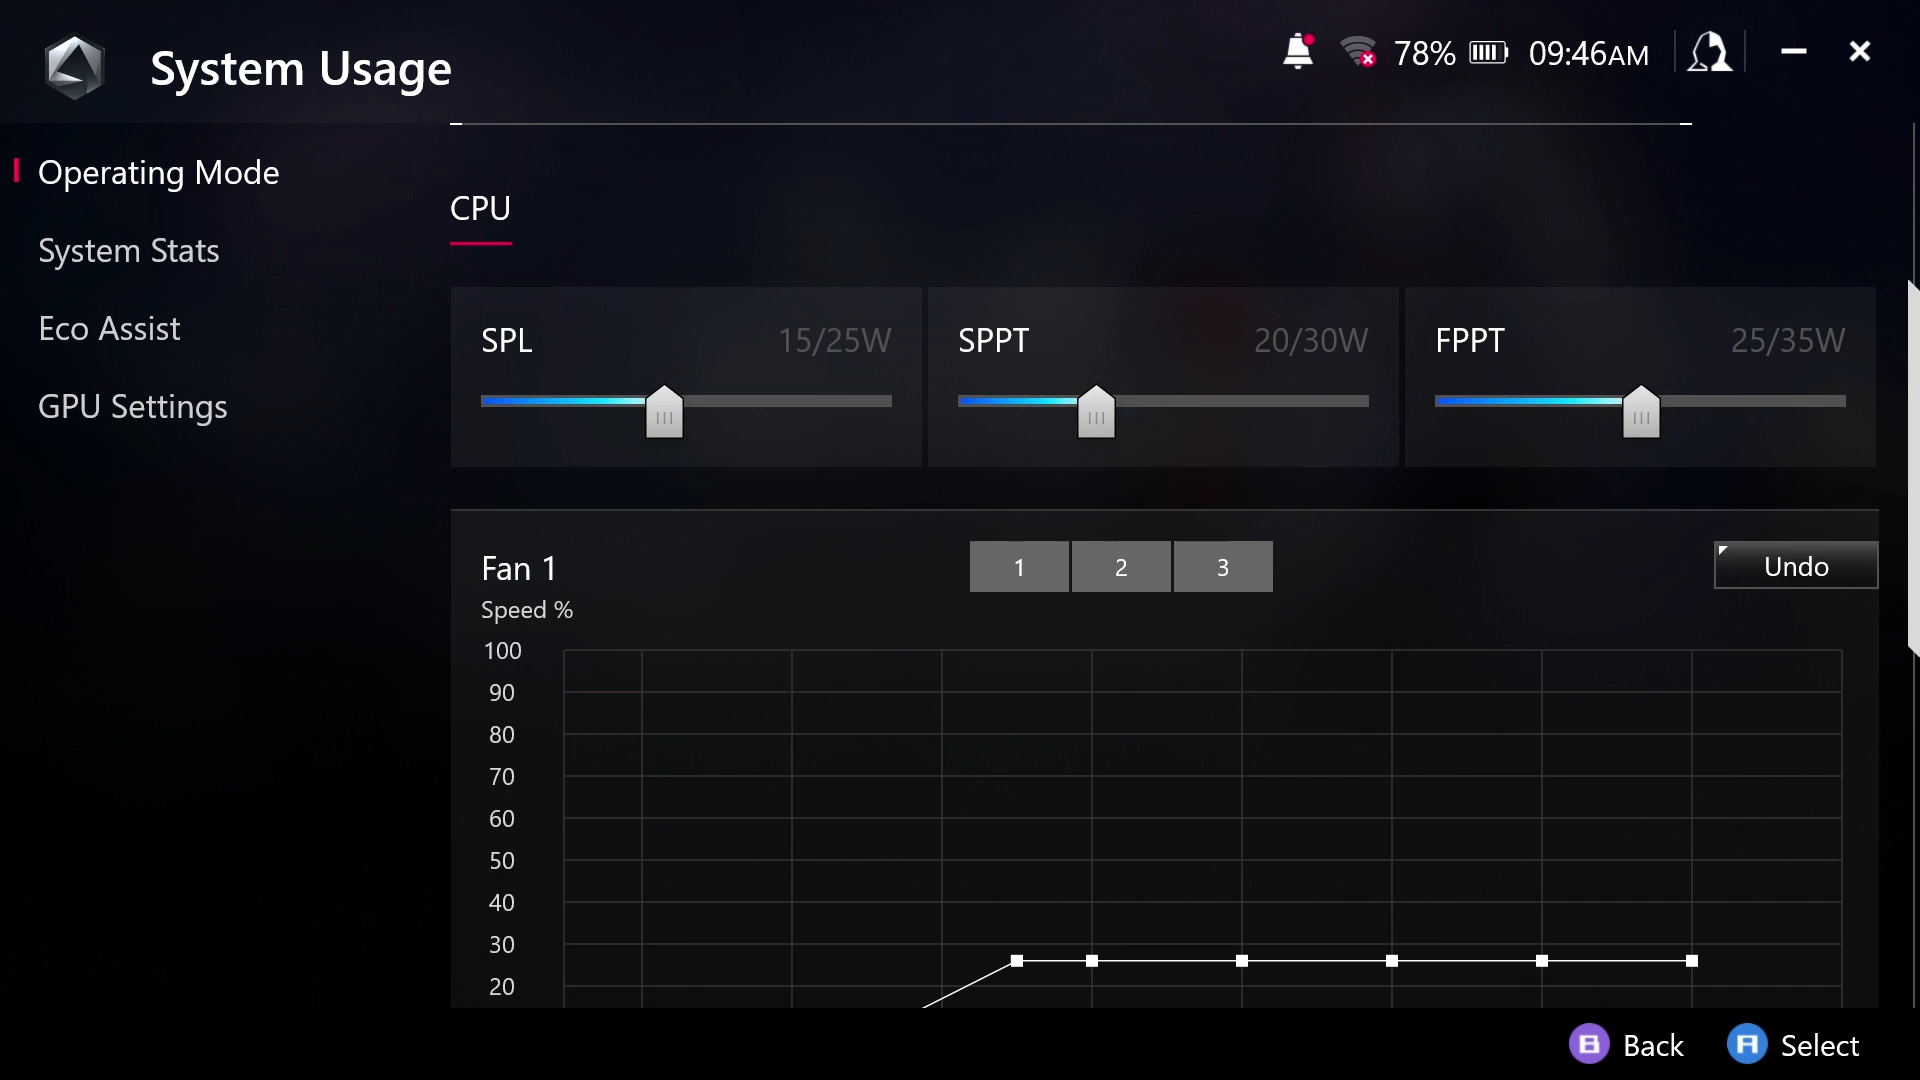 System Usage
78%
09:46AM
Operating Mode
System Stats
Eco Assist
GPU Settings
CPU
SPL 15/25W
SPPT 20/30W
FPPT 25/35W
Fan 1
1 2 3
Undo
Speed %
100
90
80
70
60
50
40
30
20
B Back
A Select